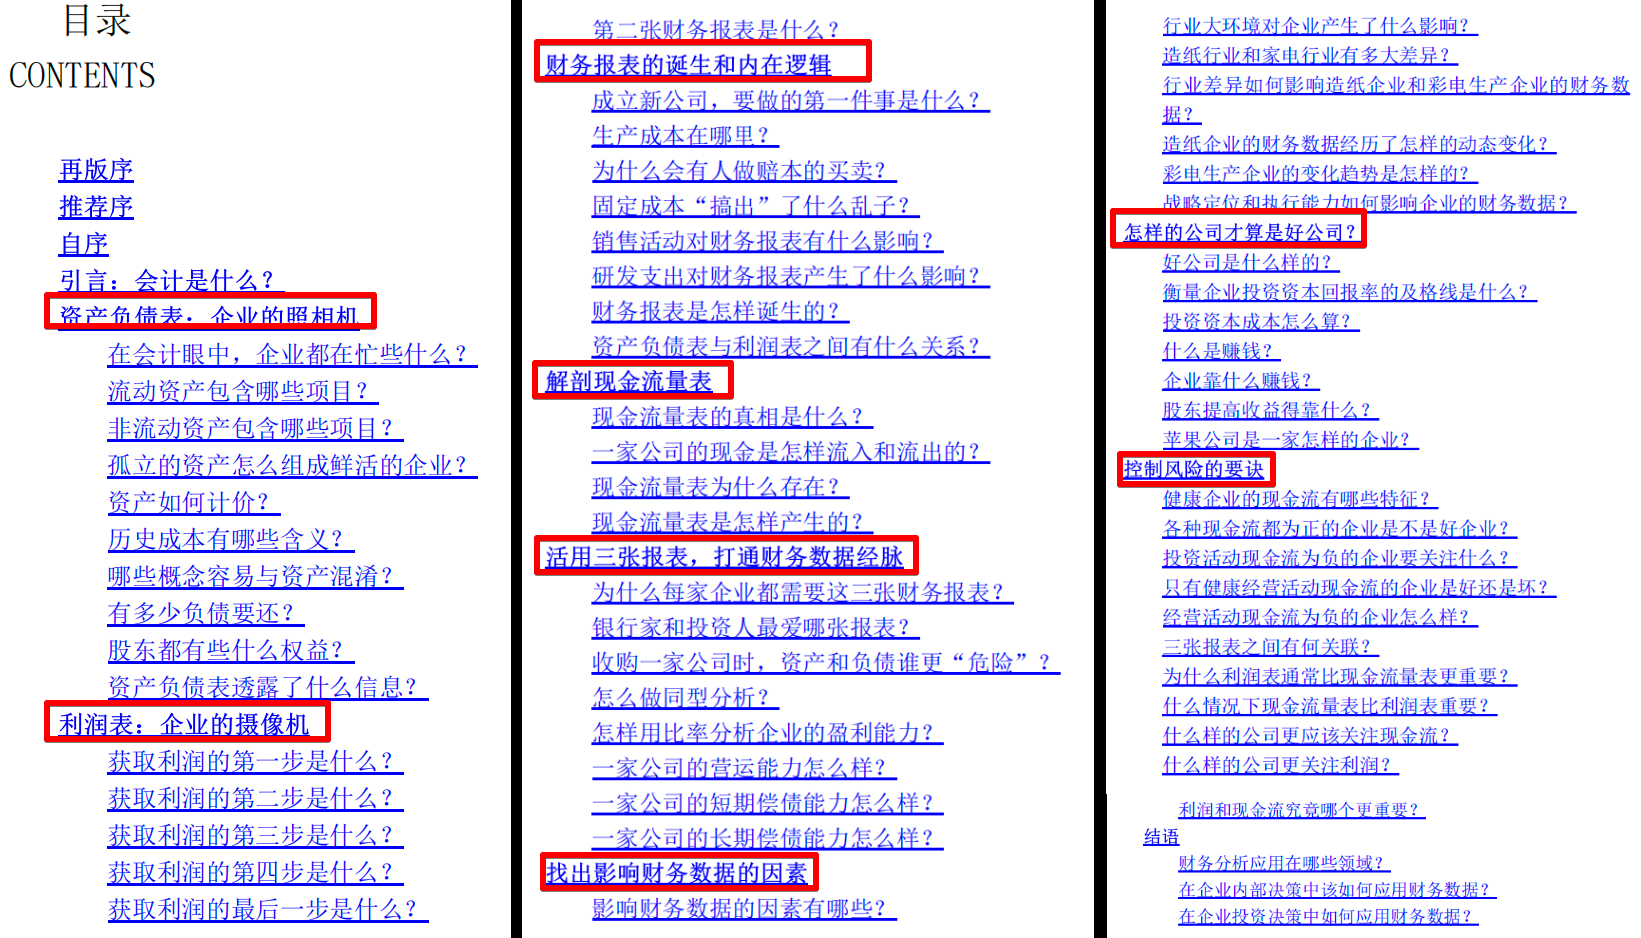 目录
CONTENTS
再版序
推荐序
自序
引言：会计是什么？
资产负债表：企业的照相机
在会计眼中，企业都在忙些什么？
流动资产包含哪些项目？
非流动资产包含哪些项目？
孤立的资产怎么组成鲜活的企业？
资产如何计价？
历史成本有哪些含义？
哪些概念容易与资产混淆？
有多少负债要还？
股东都有些什么权益？
资产负债表透露了什么信息？
利润表：企业的摄像机
获取利润的第一步是什么？
获取利润的第二步是什么？
获取利润的第三步是什么？
获取利润的第四步是什么？
获取利润的最后一步是什么？
第二张财务报表是什么？
财务报表的诞生和内在逻辑
成立新公司，要做的第一件事是什么？
生产成本在哪里？
为什么会有人做赔本的买卖？
固定成本“搞出”了什么乱子？
销售活动对财务报表有什么影响？
研发支出对财务报表产生了什么影响？
财务报表是怎样诞生的？
资产负债表与利润表之间有什么关系？
解剖现金流量表
现金流量表的真相是什么？
一家公司的现金是怎样流入和流出的？
现金流量表为什么存在？
现金流量表是怎样产生的？
活用三张报表，打通财务数据经脉
为什么每家企业都需要这三张财务报表？
银行家和投资人最爱哪张报表？
收购一家公司时，资产和负债谁更“危险”？
怎么做同型分析？
怎样用比率分析企业的盈利能力？
一家公司的营运能力怎么样？
一家公司的短期偿债能力怎么样？
一家公司的长期偿债能力怎么样？
找出影响财务数据的因素
影响财务数据的因素有哪些？
行业大环境对企业产生了什么影响？
造纸行业和家电行业有多大差异？
行业差异如何影响造纸企业和彩电生产企业的财务数
据？
造纸企业的财务数据经历了怎样的动态变化？
彩电生产企业的变化趋势是怎样的？
战略定位和执行能力如何影响企业的财务数据？
怎样的公司才算是好公司？
好公司是什么样的？
衡量企业投资资本回报率的及格线是什么？
投资资本成本怎么算？
什么是赚钱？
企业靠什么赚钱？
股东提高收益得靠什么？
苹果公司是一家怎样的企业？
控制风险的要诀
健康企业的现金流有哪些特征？
各种现金流都为正的企业是不是好企业？
投资活动现金流为负的企业要关注什么？
只有健康经营活动现金流的企业是好还是坏？
经营活动现金流为负的企业怎么样？
三张报表之间有何关联？
为什么利润表通常比现金流量表更重要？
什么情况下现金流量表比利润表重要？
什么样的公司更应该关注现金流？
什么样的公司更关注利润？
利润和现金流究竟哪个更重要？
结语
财务分析应用在哪些领域？
在企业内部决策中该如何应用财务数据？
在企业投资决策中如何应用财务数据？